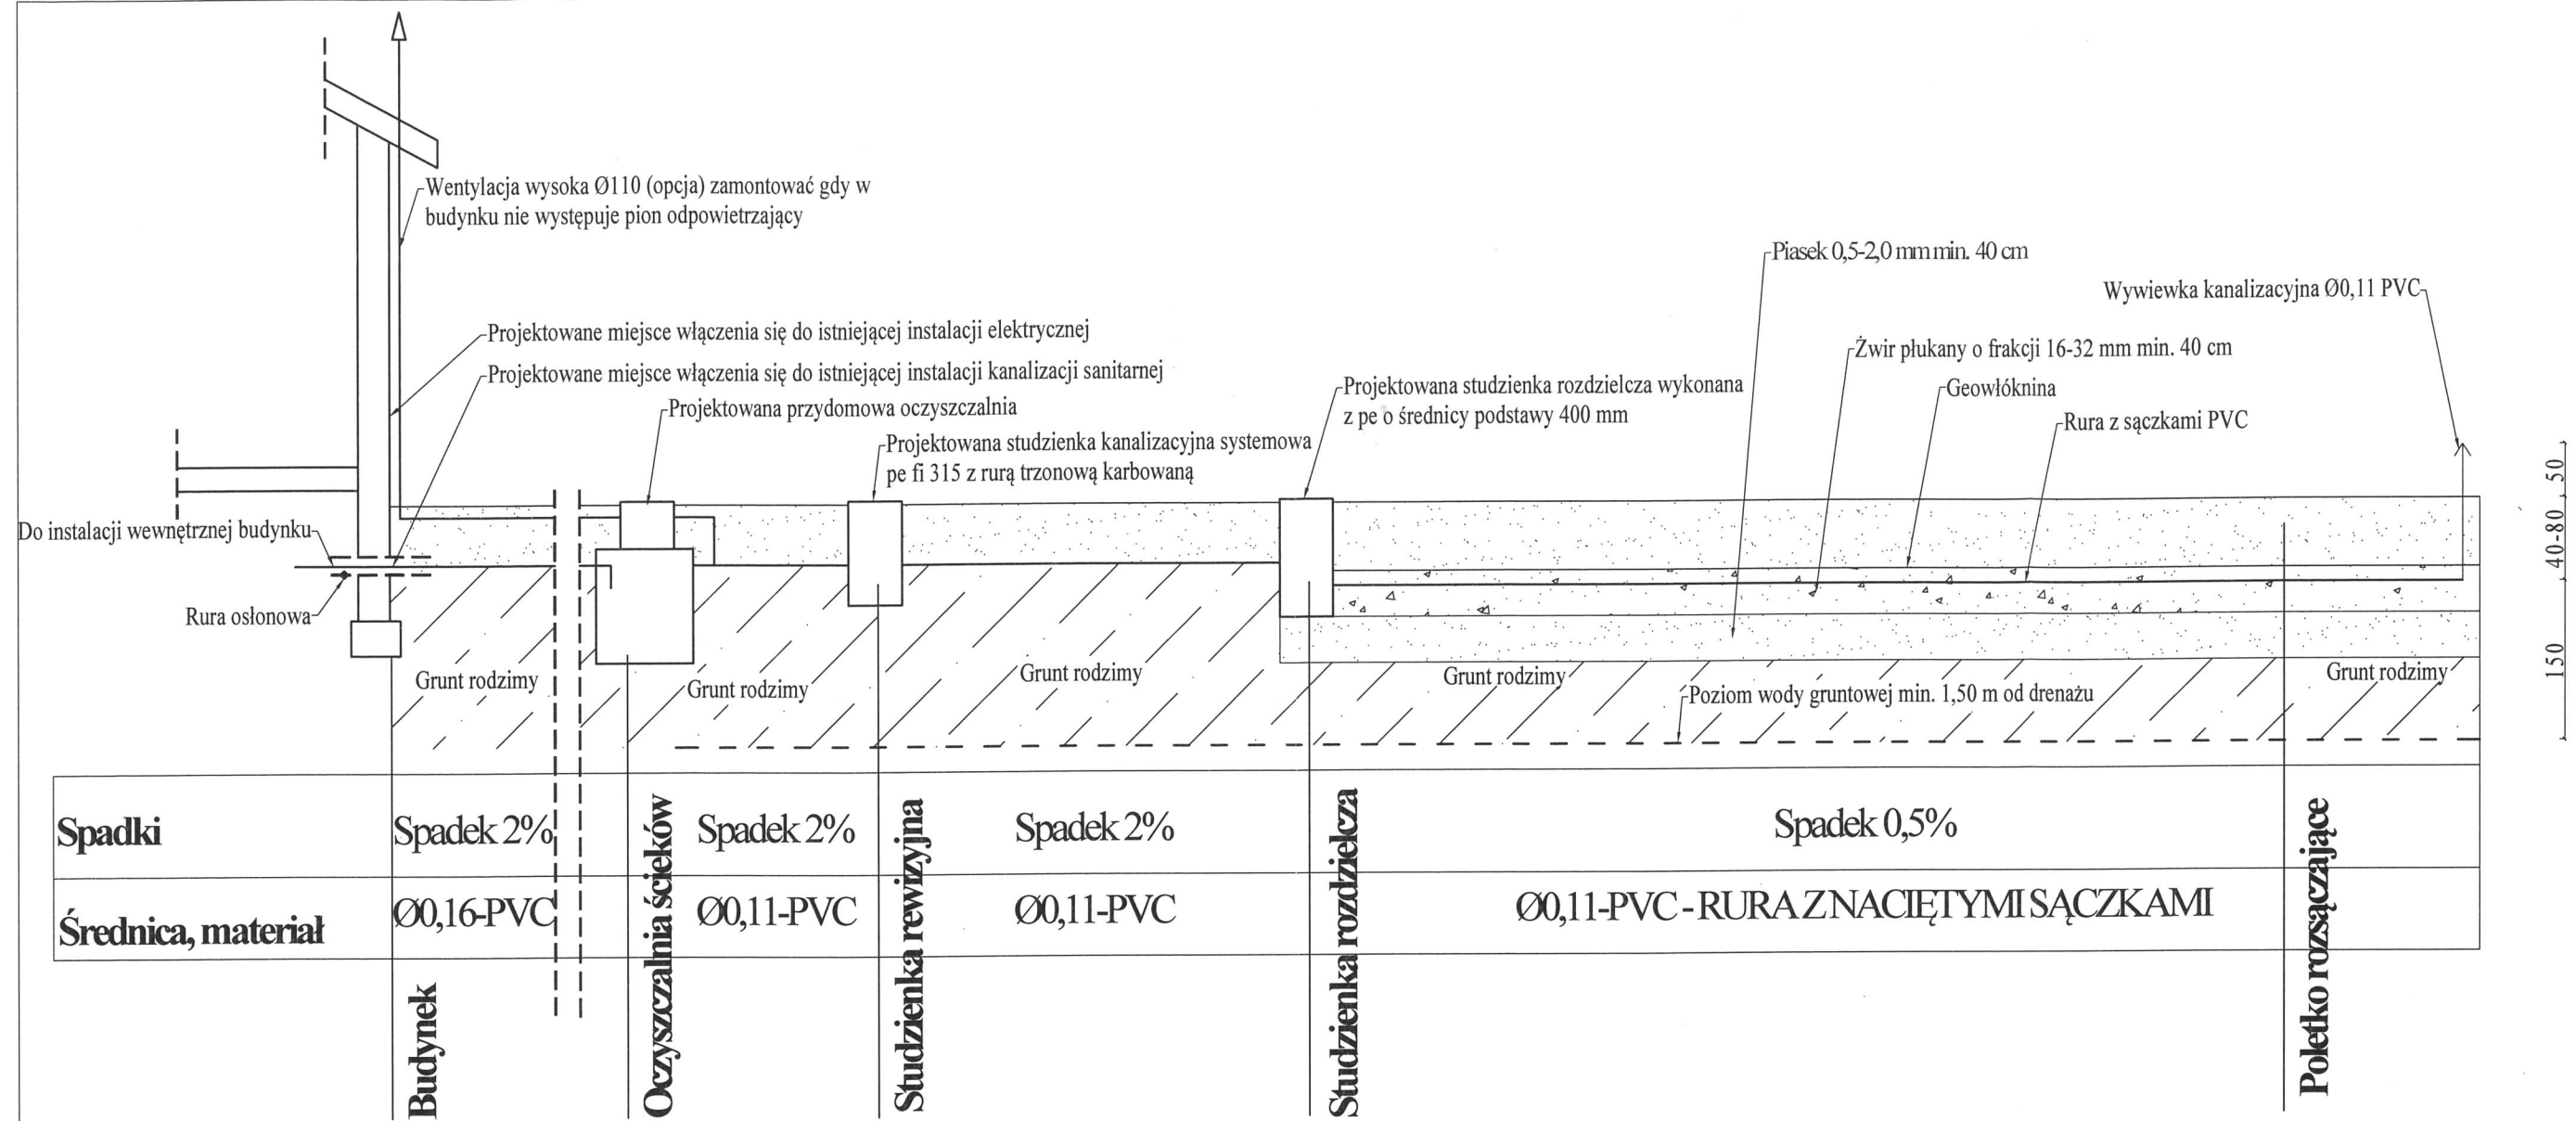 Wentylacja wysoka Ø110 (opcja) zamontować gdy w
budynku nie występuje pion odpowietrzający
Piasek 0,5-2,0 mm min. 40 cm
Wywiewka kanalizacyjna Ø0,11 PVC
Projektowane miejsce włączenia się do istniejącej instalacji elektrycznej
Żwir płukany o frakcji 16-32 mm min. 40 cm
Projektowane miejsce włączenia się do istniejącej instalacji kanalizacji sanitarnej
Projektowana studzienka rozdzielcza wykonana
z pe o średnicy podstawy 400 mm
Geowłóknina
Projektowana przydomowa oczyszczalnia
Rura z sączkami PVC
Projektowana studzienka kanalizacyjna systemowa
pe fi 315 z rurą trzonową karbowaną
50
40-80
150
Do instalacji wewnętrznej budynku
Rura osłonowa
Grunt rodzimy
Grunt rodzimy
Grunt rodzimy
Grunt rodzimy
Grunt rodzimy
Poziom wody gruntowej min. 1,50 m od drenażu
Spadki
Spadek 2%
Spadek 2%
Spadek 2%
Spadek 0,5%
Średnica, materiał
Ø0,16-PVC
Ø0,11-PVC
Ø0,11-PVC
Ø0,11-PVC - RURA Z NACIĘTYMI SĄCZKAMI
Budynek
Oczyszczalnia ścieków
Studzienka rewizyjna
Studzienka rozdzielcza
Poletko rozsączające